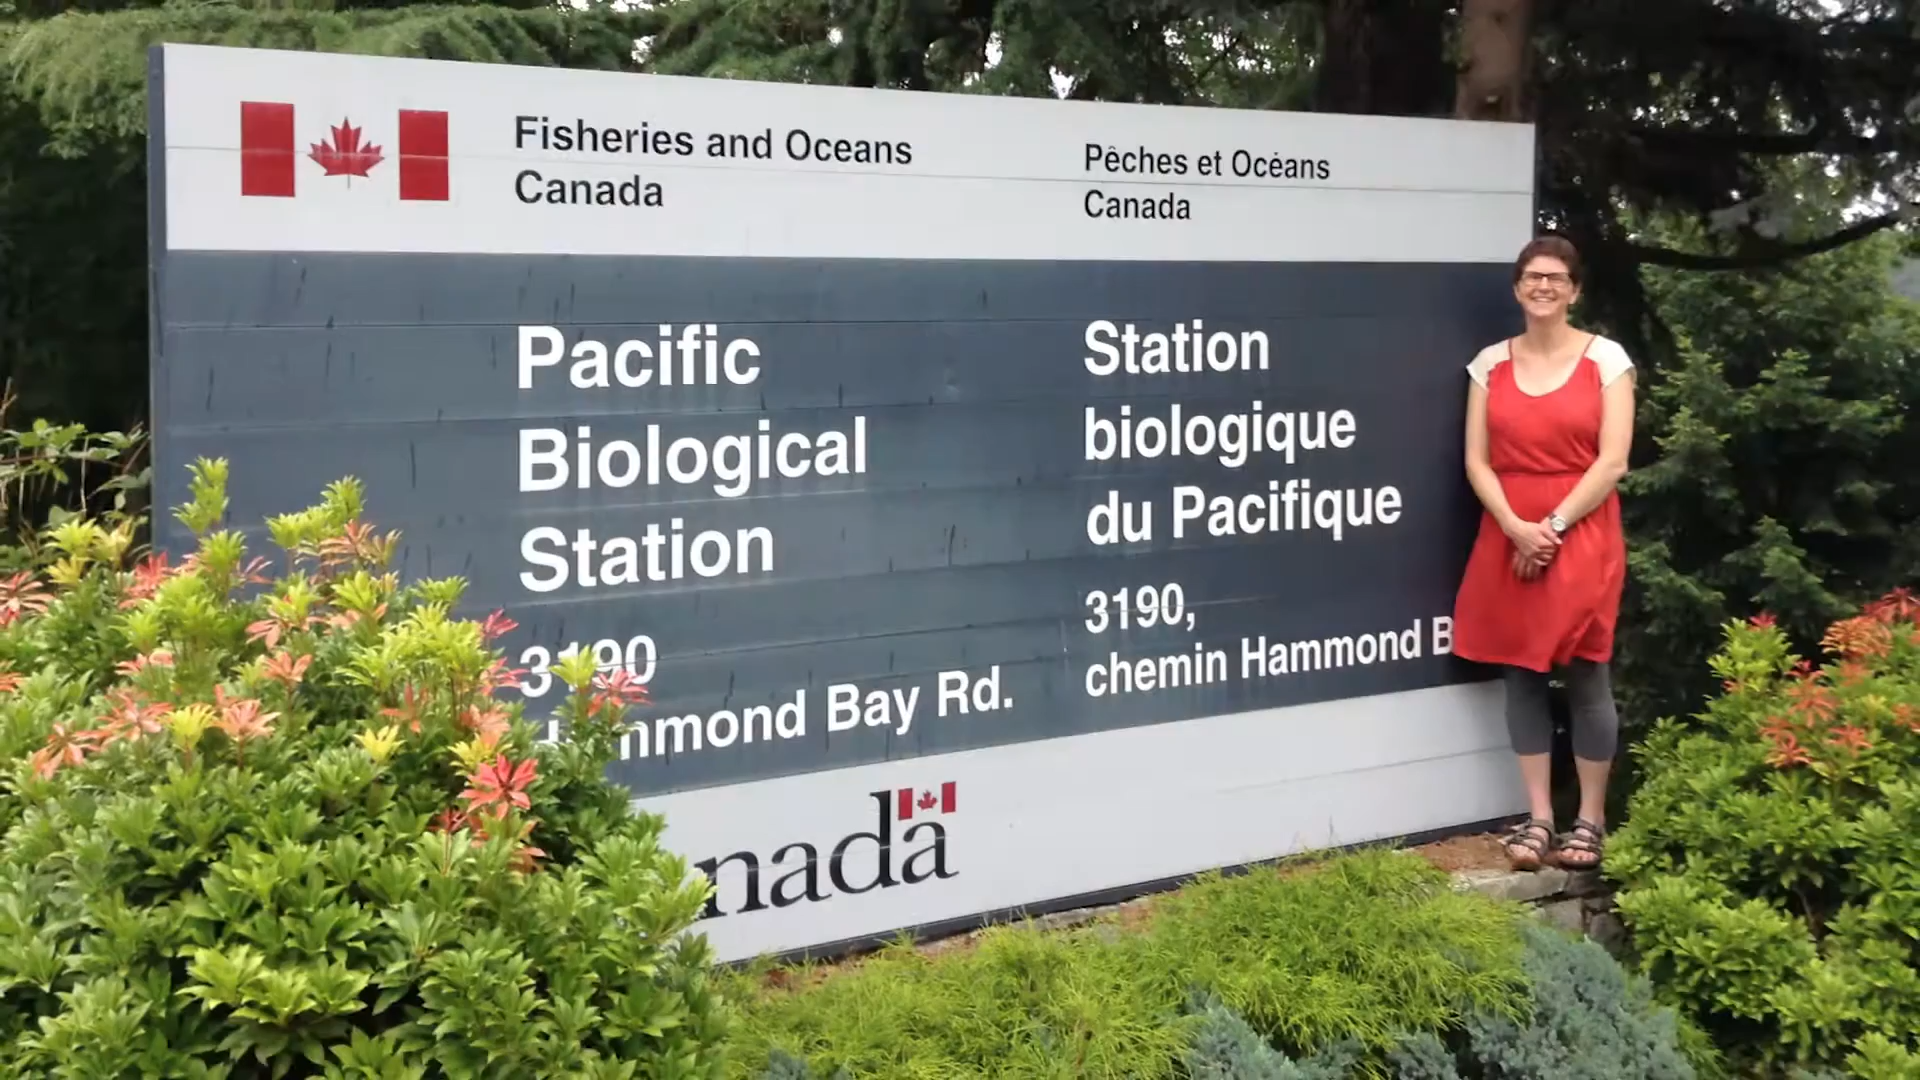 Fisheries and Oceans
Canada
Pêches et Océans
Canada
Pacific
Biological
Station
3190
Bay Rd.
Station
biologique
du Pacifique
3190,
chemin Hammond